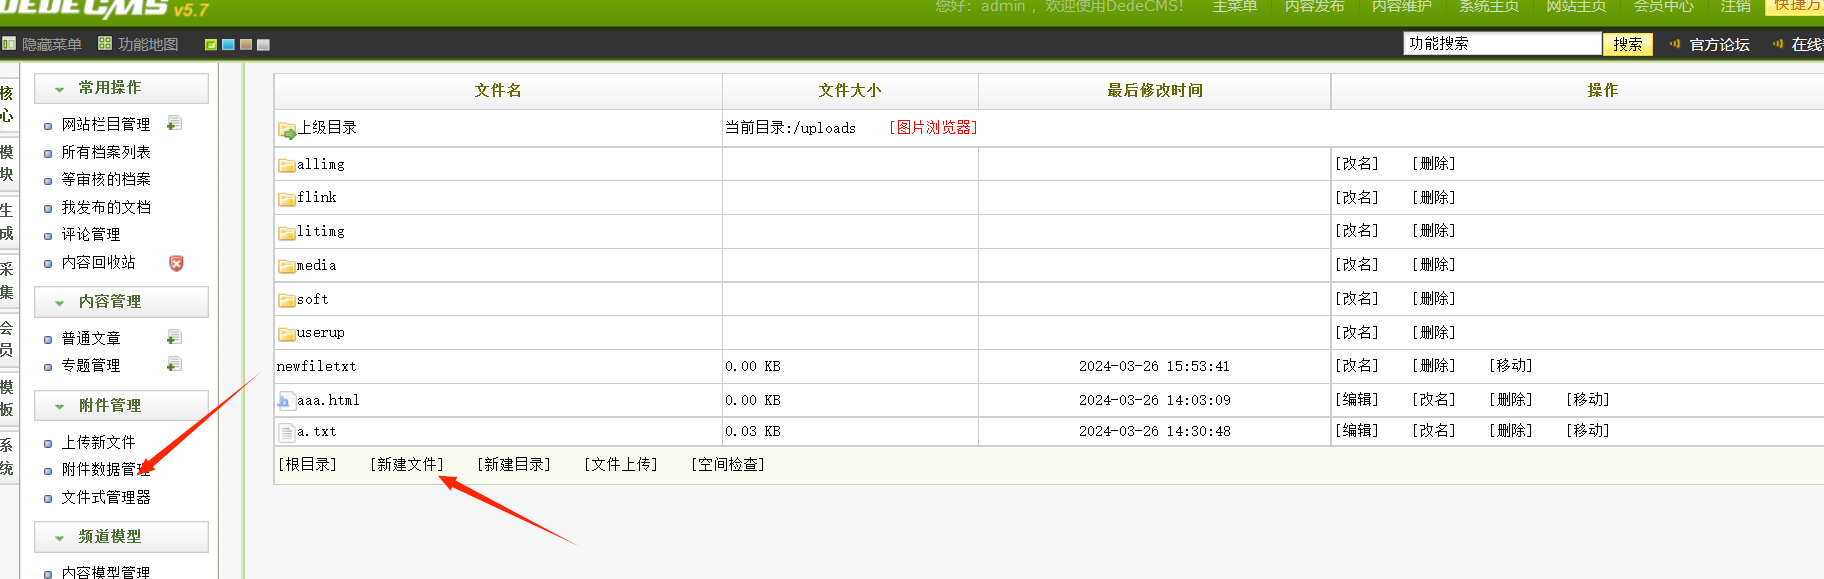 DEDECMS v5.7
您好: admin ，欢迎使用DedeCMS! 主菜单 内容发布 内容维护 系统主页 网站主页 会员中心 注销
隐藏菜单 功能地图 功能搜索 搜索 官方论坛 在线
核心
模块
生成
采集
会员
模板
系统
常用操作
网站栏目管理
所有档案列表
等审核的档案
我发布的文档
评论管理
内容回收站
内容管理
普通文章
专题管理
附件管理
上传新文件
附件数据管理
文件式管理器
频道模型
内容模型管理
文件名 文件大小 最后修改时间 操作
上级目录 当前目录:/uploads [图片浏览器]
allimg [改名] [删除]
flink [改名] [删除]
litimg [改名] [删除]
media [改名] [删除]
soft [改名] [删除]
userup [改名] [删除]
newfiletxt 0.00 KB 2024-03-26 15:53:41 [改名] [删除] [移动]
aaa.html 0.00 KB 2024-03-26 14:03:09 [编辑] [改名] [删除] [移动]
a.txt 0.03 KB 2024-03-26 14:30:48 [编辑] [改名] [删除] [移动]
[根目录] [新建文件] [新建目录] [文件上传] [空间检查]